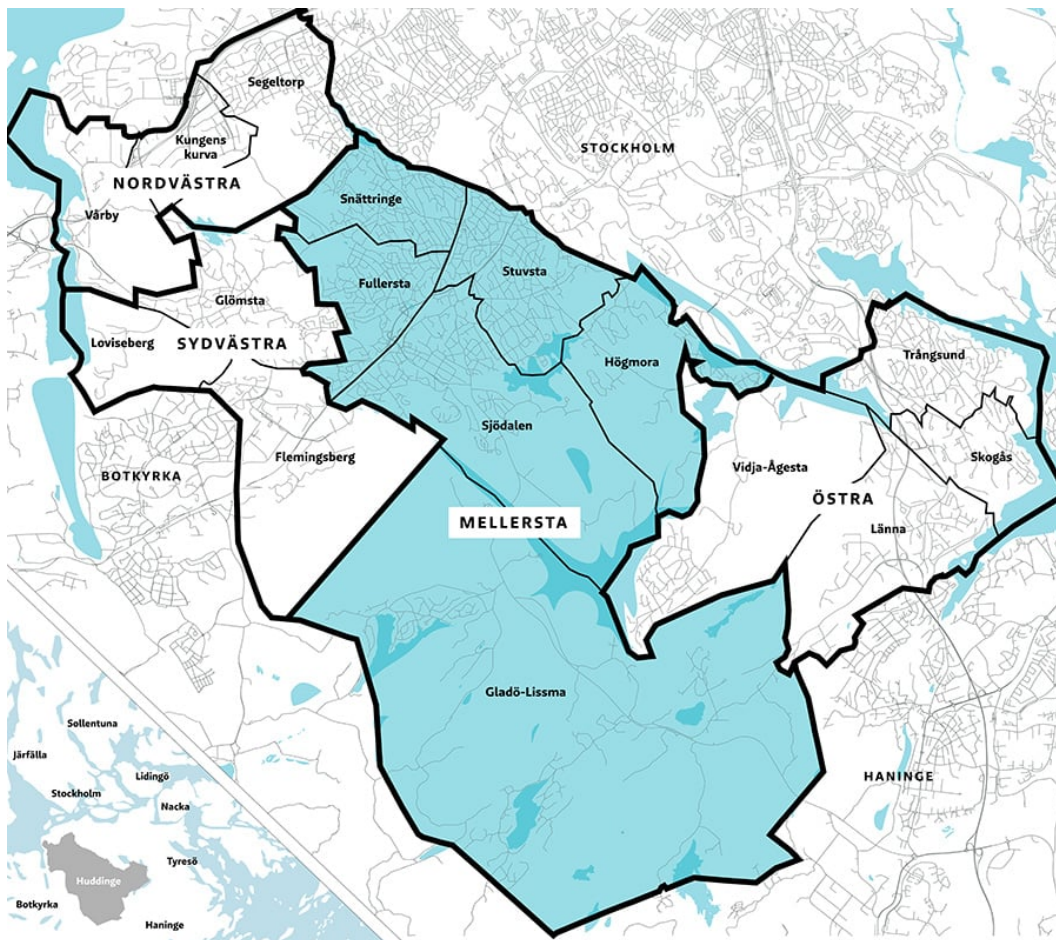 Segeltorp
Kungens
kurva
STOCKHOLM
NORDVÄSTRA
Snättringe
Vårby
Stuvsta
Fullersta
Glömsta
Loviseberg
SYDVÄSTRA
Högmora
Trångsund
Sjödalen
Flemingsberg
Skogås
Vidja-Ågesta
BOTKYRKA
ÖSTRA
MELLERSTA
Länna
Gladö-Lissma
HANINGE
Sollentuna
Järfälla
Lidingö
Stockholm
Nacka
Tyresö
Huddinge
Botkyrka
Haninge